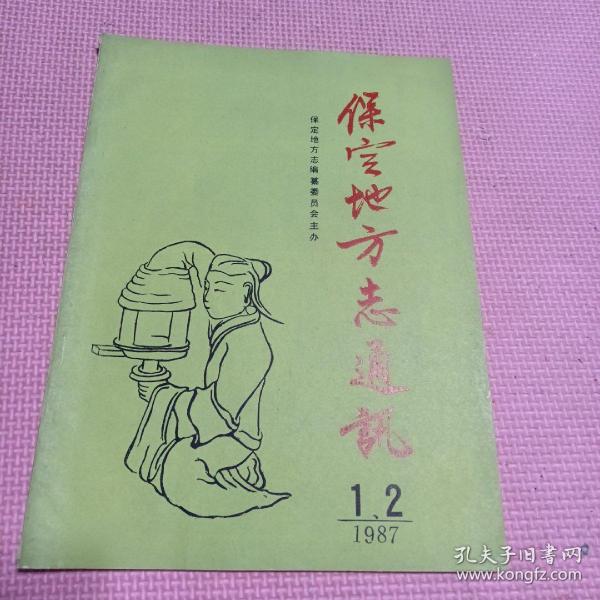 保定地方志通訊
保定地方志编纂委员会主办
1、2
1987
孔夫子旧书网
www.kongfz.com